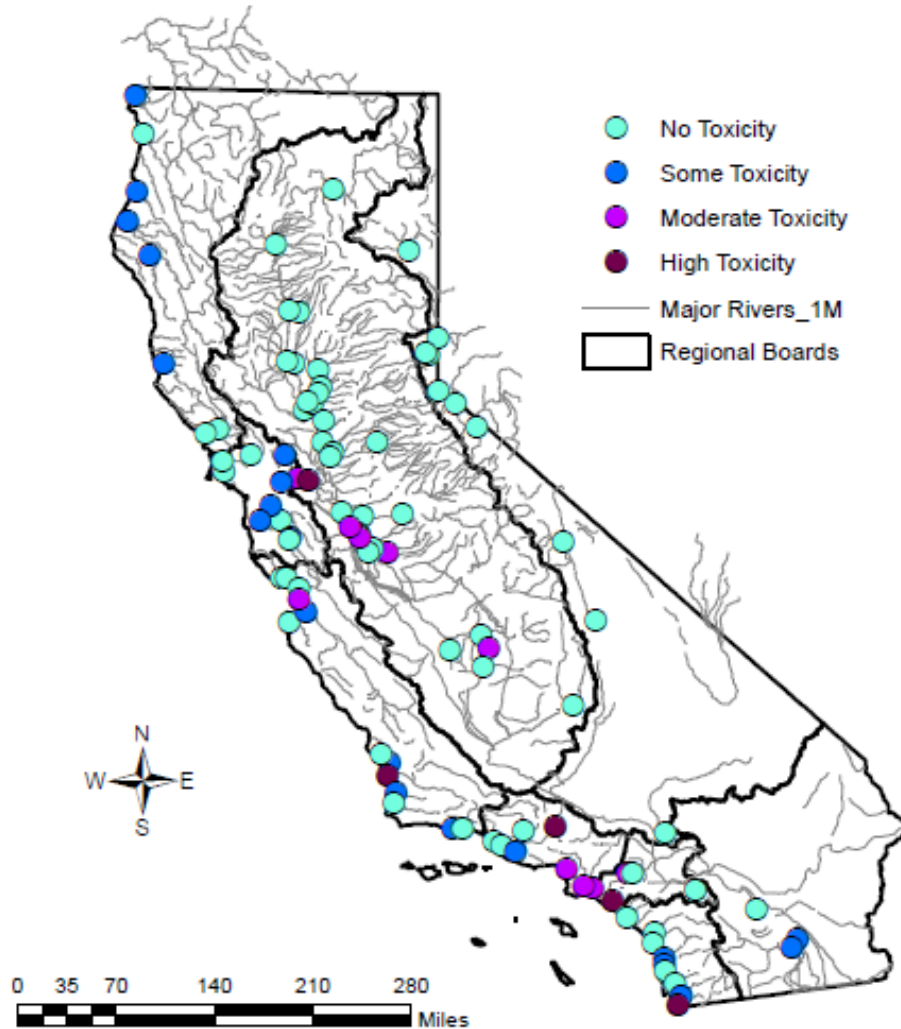 No Toxicity
Some Toxicity
Moderate Toxicity
High Toxicity
Major Rivers_1M
Regional Boards
N
W E
S
0 35 70 140 210 280
Miles